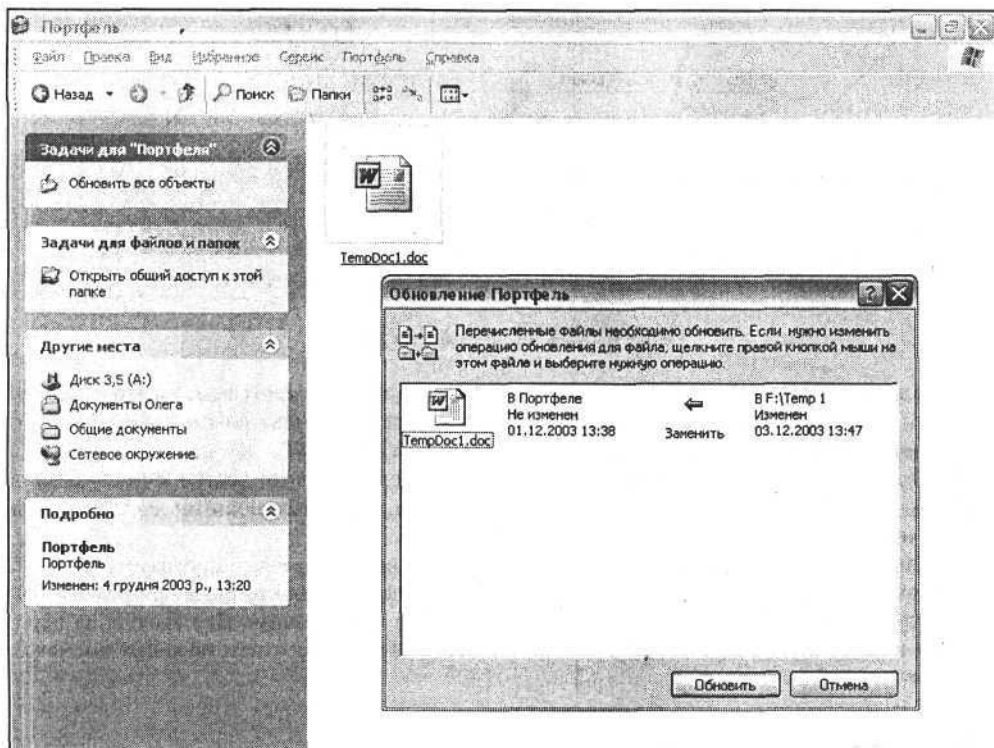 Портфель
Файл Правка Вид Избранное Сервис Портфель Справка
Назад Поиск Папки
Задачи для "Портфеля"
Обновить все объекты
Задачи для файлов и папок
Открыть общий доступ к этой
папке
Другие места
Диск 3,5 (A:)
Документы Олега
Общие документы
Сетевое окружение
Подробно
Портфель
Портфель
Изменен: 4 грудня 2003 р., 13:20
TempDoc1.doc
Обновление Портфель
Перечисленные файлы необходимо обновить. Если нужно изменить
операцию обновления для файла, щелкните правой кнопкой мыши на
этом файле и выберите нужную операцию.
TempDoc1.doc
В Портфеле
Не изменен
01.12.2003 13:38
Заменить
В F:\Temp 1
Изменен
03.12.2003 13:47
Обновить Отмена